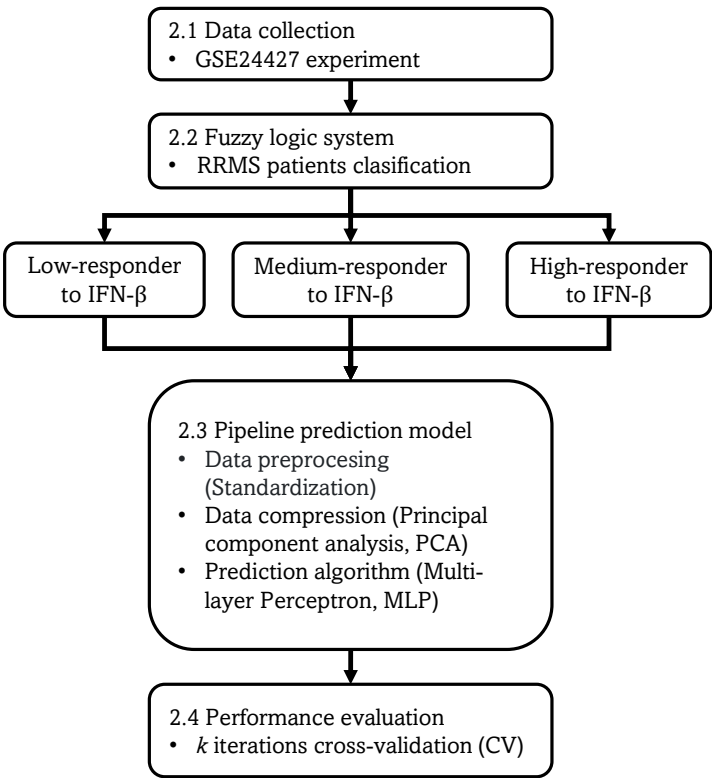 2.1 Data collection
• GSE24427 experiment
2.2 Fuzzy logic system
• RRMS patients clasification
Low-responder
to IFN-β
Medium-responder
to IFN-β
High-responder
to IFN-β
2.3 Pipeline prediction model
• Data preprocesing
(Standardization)
• Data compression (Principal
component analysis, PCA)
• Prediction algorithm (Multi-
layer Perceptron, MLP)
2.4 Performance evaluation
• k iterations cross-validation (CV)